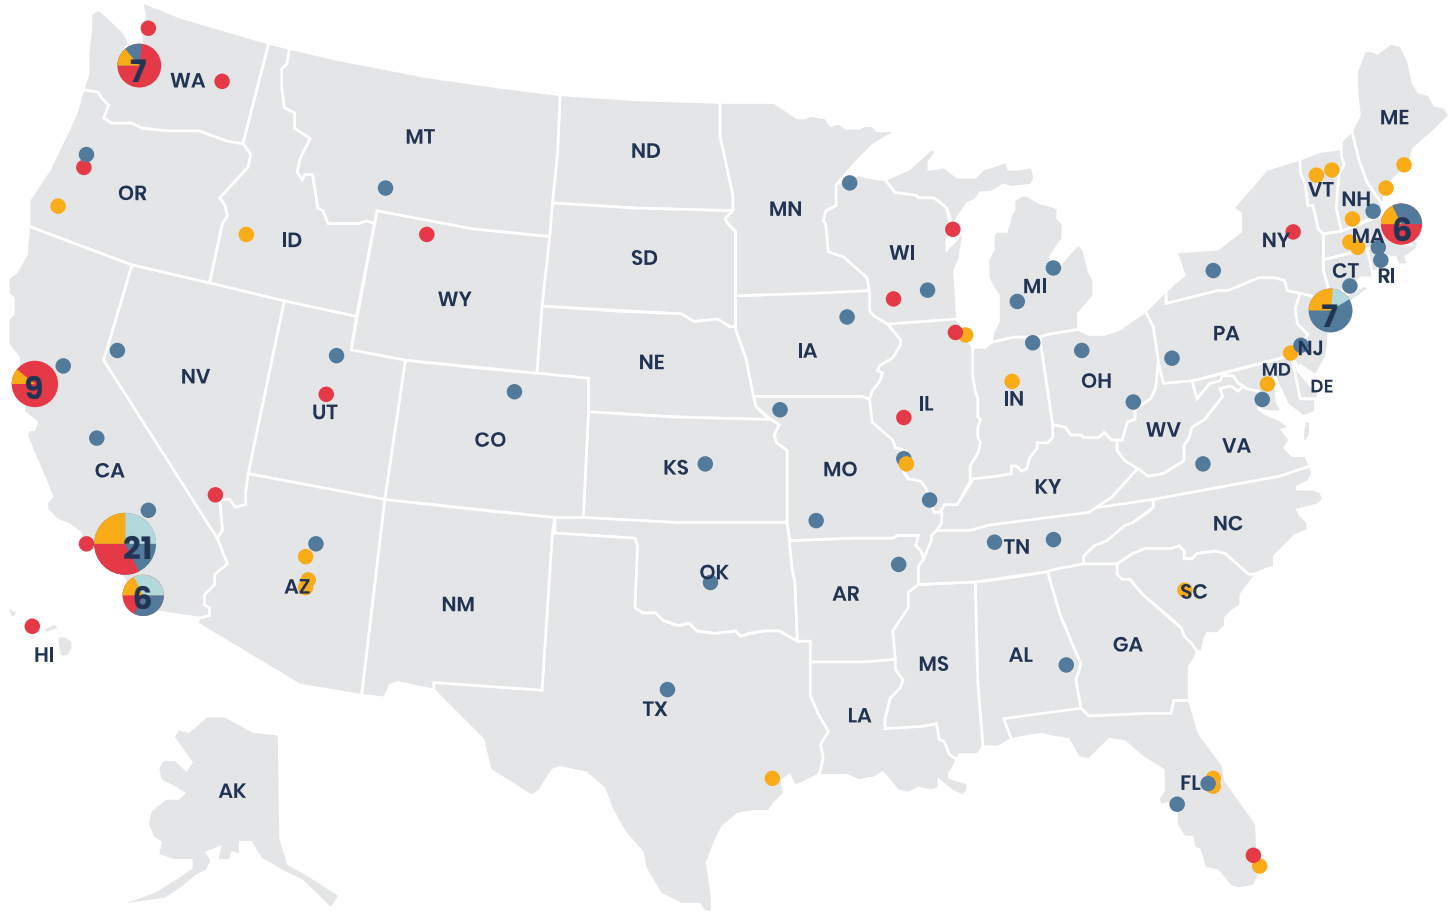 7
WA
MT
ND
ME
OR
ID
MN
VT
NH
WI
NY
MA
6
SD
WY
MI
CT
RI
7
PA
NJ
IA
NE
NV
9
UT
IL
IN
OH
MD
DE
CO
WV
VA
CA
KS
MO
KY
NC
21
TN
6
AZ
NM
OK
AR
SC
HI
MS
AL
GA
TX
LA
AK
FL